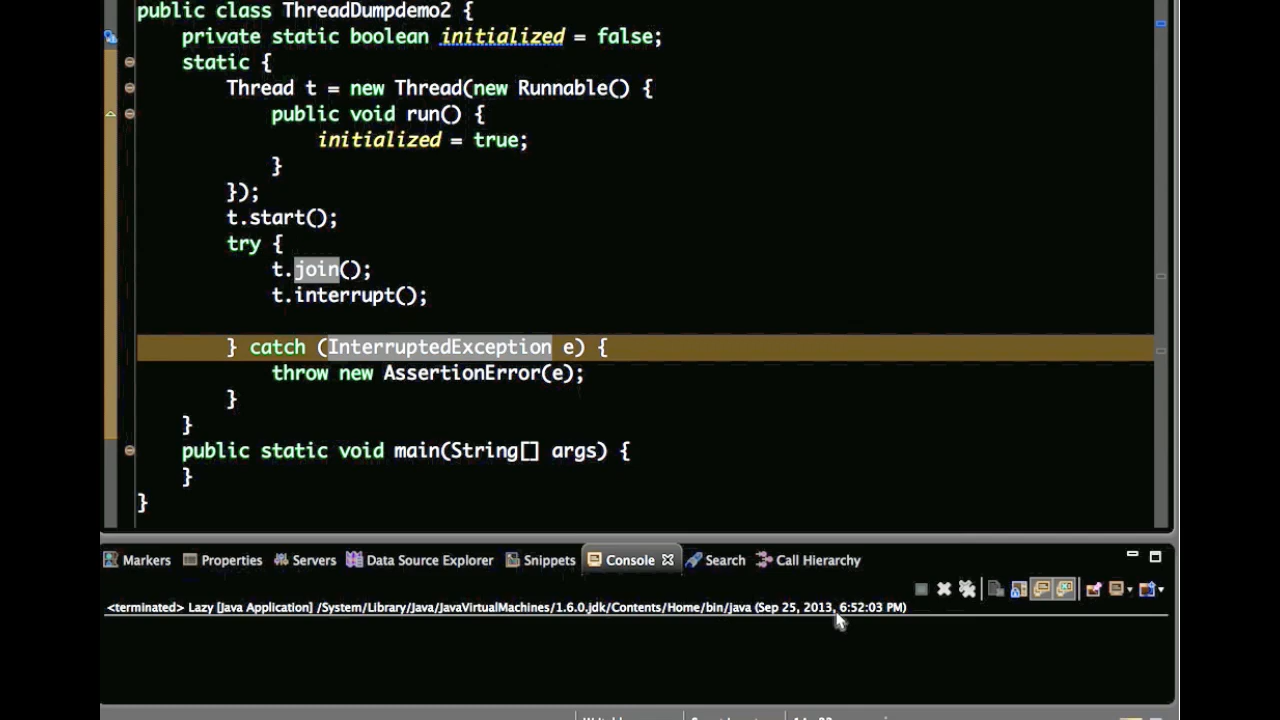 public class ThreadDumpdemo2 {
private static boolean initialized = false;
static {
Thread t = new Thread(new Runnable() {
public void run() {
initialized = true;
}
});
t.start();
try {
t.join();
t.interrupt();
} catch (InterruptedException e) {
throw new AssertionError(e);
}
}
public static void main(String[] args) {
}
}
Markers Properties Servers Data Source Explorer Snippets Console Search Call Hierarchy
<terminated> Lazy [Java Application] /System/Library/Java/JavaVirtualMachines/1.6.0.jdk/Contents/Home/bin/java (Sep 25, 2013, 6:52:03 PM)